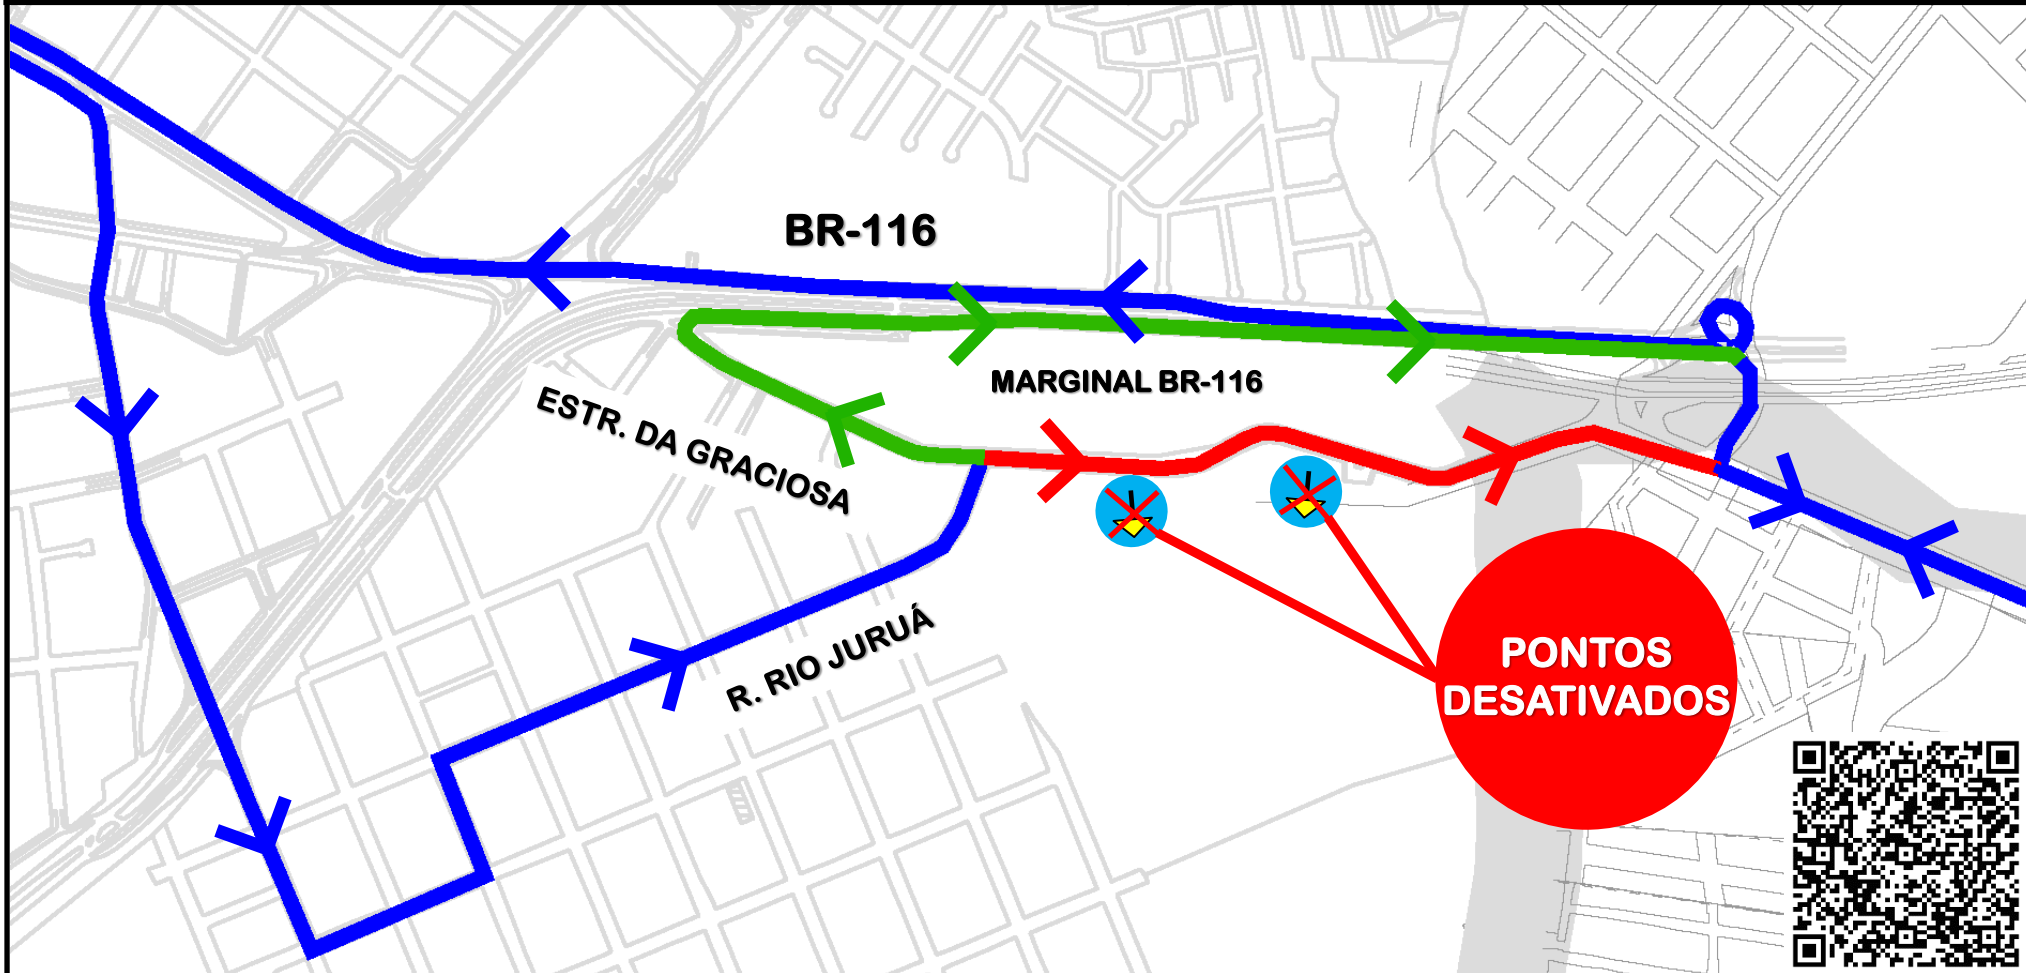 BR-116
MARGINAL BR-116
ESTR. DA GRACIOSA
R. RIO JURUÁ
PONTOS
DESATIVADOS